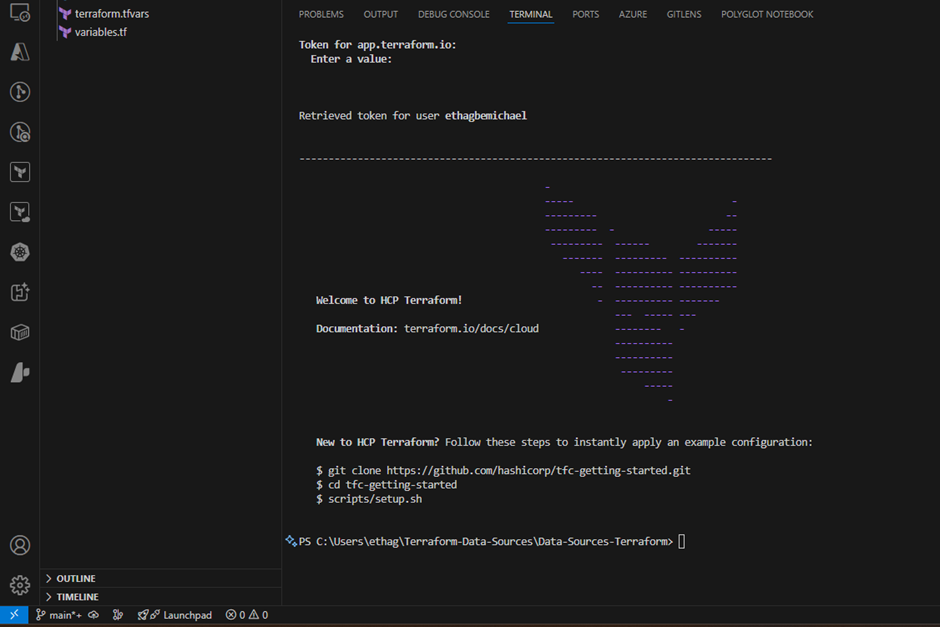 terraform.tfvars
variables.tf
PROBLEMS OUTPUT DEBUG CONSOLE TERMINAL PORTS AZURE GITLENS POLYGLOT NOTEBOOK
Token for app.terraform.io:
Enter a value:
Retrieved token for user ethagbemichael
---------------------------------------------------------------------------------
-
----- -
--------- --
--------- - -----
--------- ------ -------
------- --------- ----------
---- ---------- ----------
-- ---------- ----------
Welcome to HCP Terraform! - ---------- -------
--- ----- ---
Documentation: terraform.io/docs/cloud -------- -
----------
----------
---------
-----
-
New to HCP Terraform? Follow these steps to instantly apply an example configuration:
$ git clone https://github.com/hashicorp/tfc-getting-started.git
$ cd tfc-getting-started
$ scripts/setup.sh
PS C:\Users\ethag\Terraform-Data-Sources\Data-Sources-Terraform>
OUTLINE
TIMELINE
main*+ Launchpad 0 0